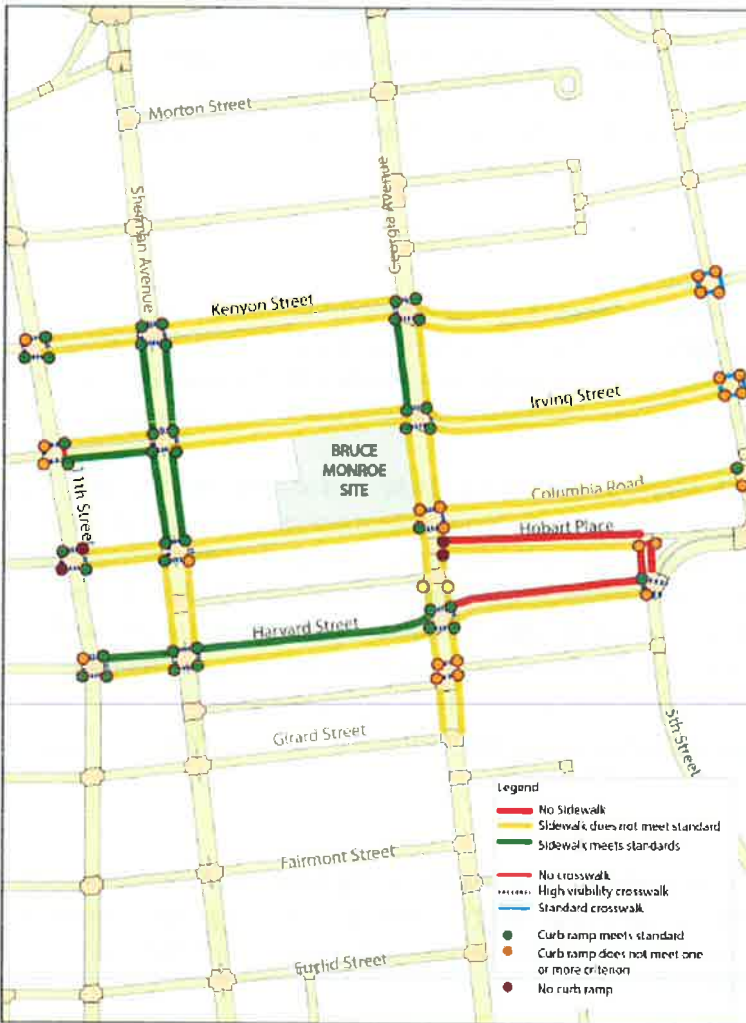 Morton Street
Sherman Avenue
Georgia Avenue
Kenyon Street
Irving Street
BRUCE
MONROE
SITE
11th Street
Columbia Road
Hobart Place
Harvard Street
Girard Street
5th Street
Fairmont Street
Euclid Street
Legend
No Sidewalk
Sidewalk does not meet standard
Sidewalk meets standards
No crosswalk
High visibility crosswalk
Standard crosswalk
Curb ramp meets standard
Curb ramp does not meet one
or more criterion
No curb ramp